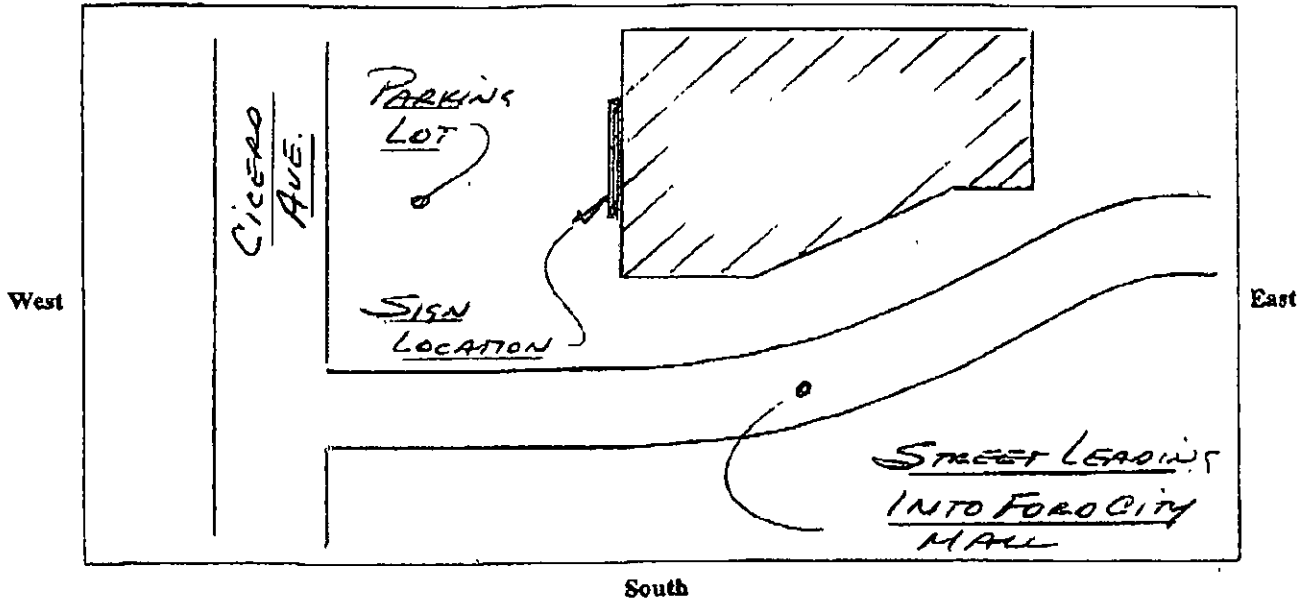 PARKING
LOT
CICERO
AVE.
West
East
SIGN
LOCATION
STREET LEADING
INTO FORD CITY
MALL
South